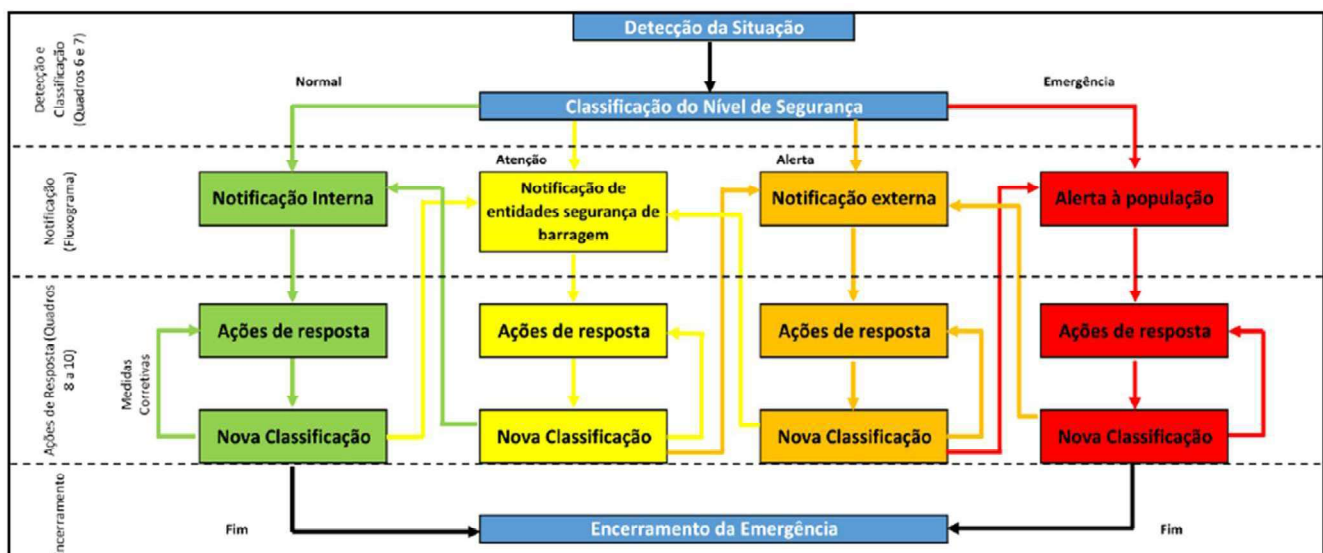 Detecção da Situação
Detecção e
Classificação
(Quadros 6 e 7)
Normal
Emergência
Classificação do Nível de Segurança
Atenção
Alerta
Notificação
(Fluxograma)
Notificação Interna
Notificação de
entidades segurança de
barragem
Notificação externa
Alerta à população
Ações de Resposta (Quadros
8 a 10)
Medidas
Corretivas
Ações de resposta
Ações de resposta
Ações de resposta
Ações de resposta
Nova Classificação
Nova Classificação
Nova Classificação
Nova Classificação
ncerramento
Fim
Encerramento da Emergência
Fim